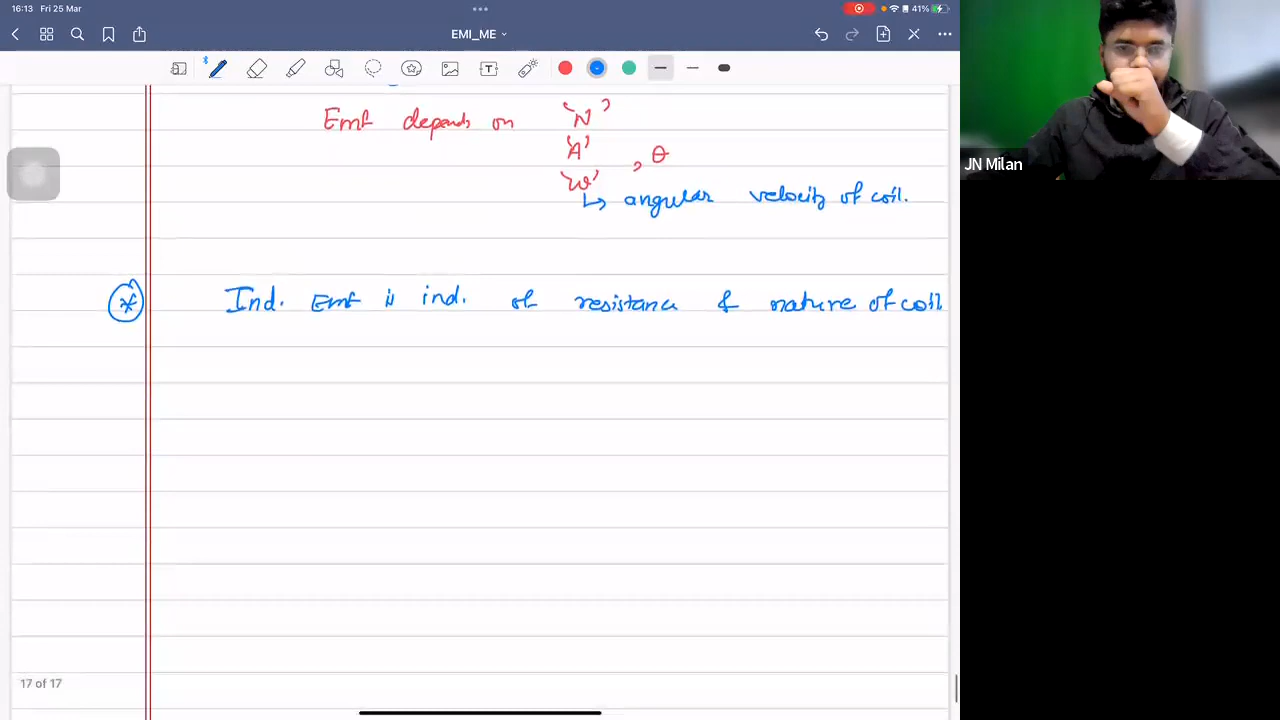 16:13 Fri 25 Mar
41%
EMI_ME
Emf depends on 'N'
'A'
'ω' , θ
↳ angular velocity of coil.
* Ind. Emf is ind. of resistance & nature of coil
17 of 17
JN Milan